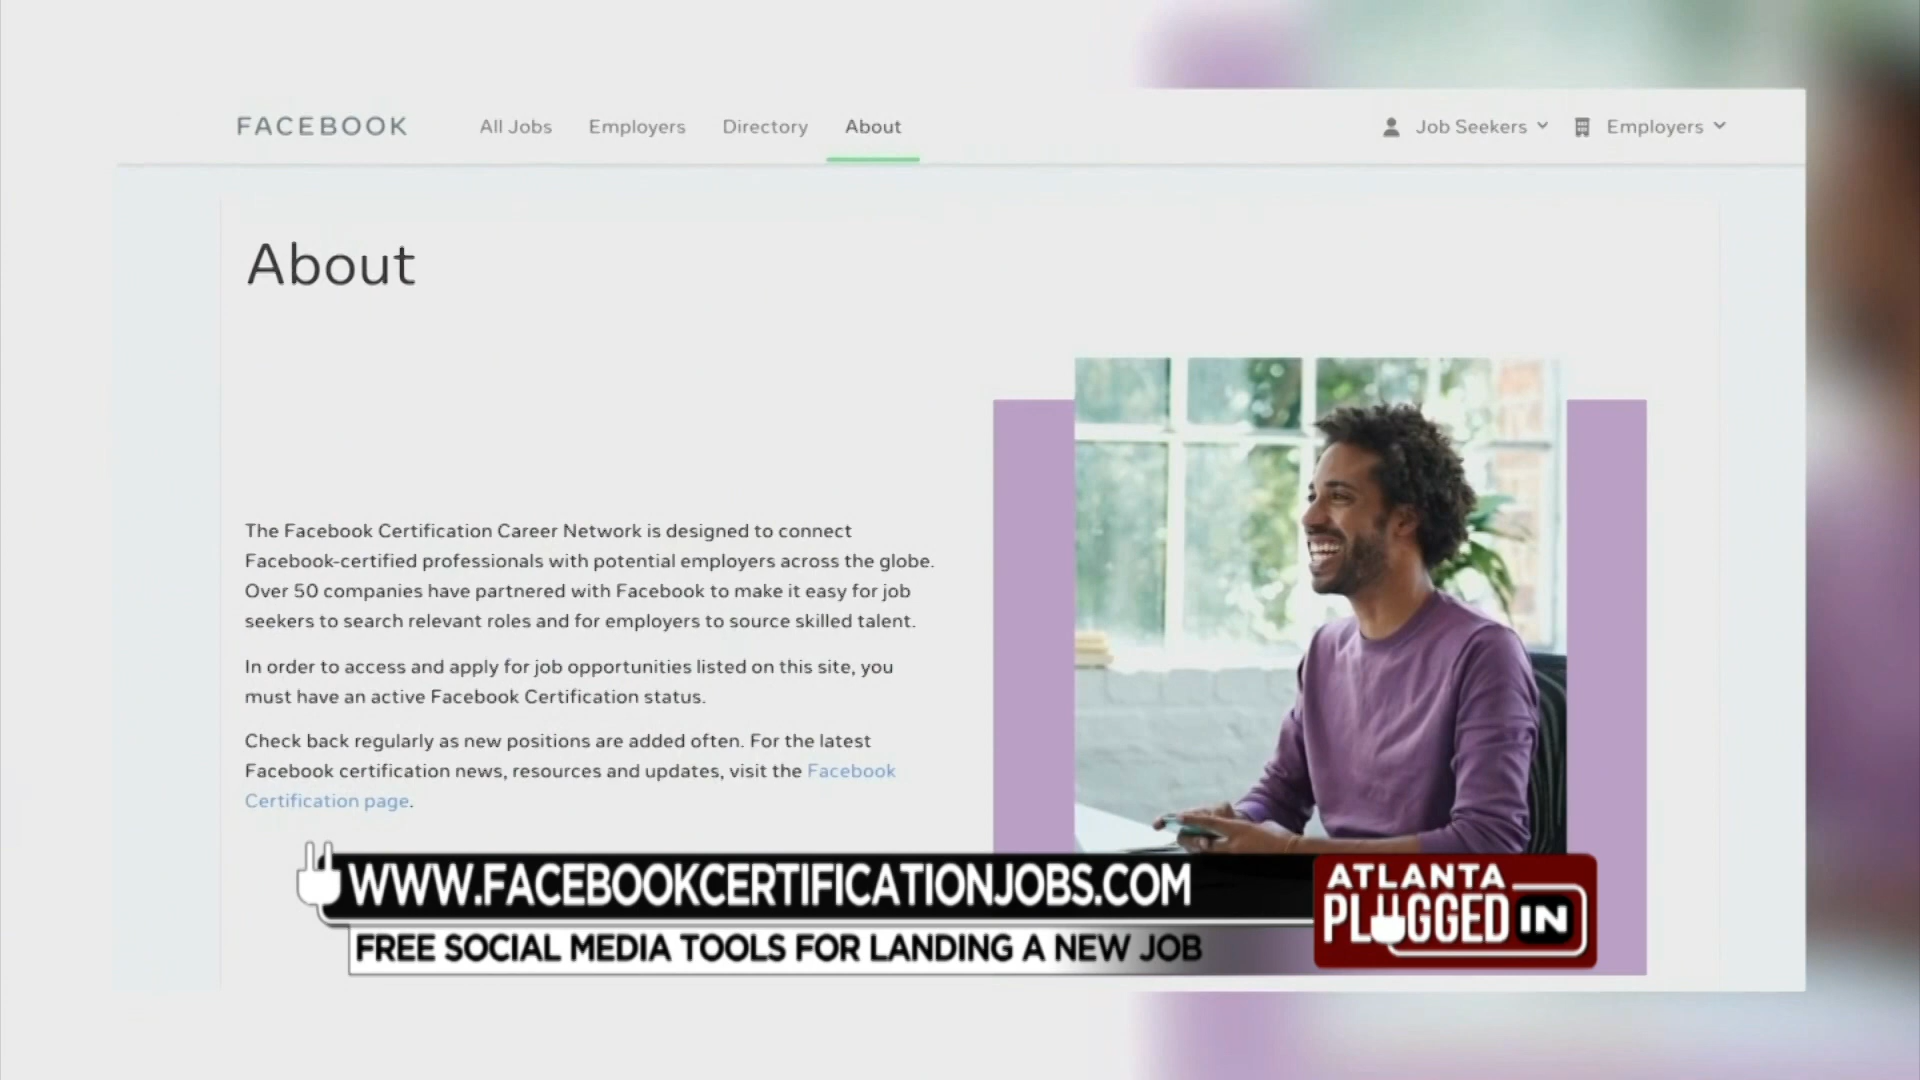 FACEBOOK All Jobs Employers Directory About Job Seekers Employers
About
The Facebook Certification Career Network is designed to connect
Facebook-certified professionals with potential employers across the globe.
Over 50 companies have partnered with Facebook to make it easy for job
seekers to search relevant roles and for employers to source skilled talent.
In order to access and apply for job opportunities listed on this site, you
must have an active Facebook Certification status.
Check back regularly as new positions are added often. For the latest
Facebook certification news, resources and updates, visit the Facebook
Certification page.
WWW.FACEBOOKCERTIFICATIONJOBS.COM
FREE SOCIAL MEDIA TOOLS FOR LANDING A NEW JOB
ATLANTA
PLUGGED IN